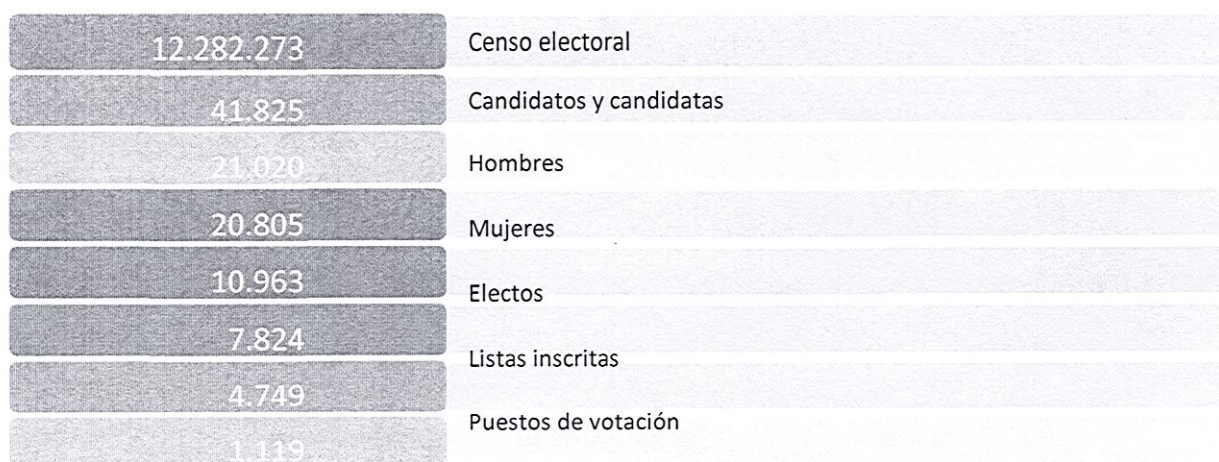 12.282.273 Censo electoral
41.825 Candidatos y candidatas
21.020 Hombres
20.805 Mujeres
10.963 Electos
7.824 Listas inscritas
4.749 Puestos de votación
1.119